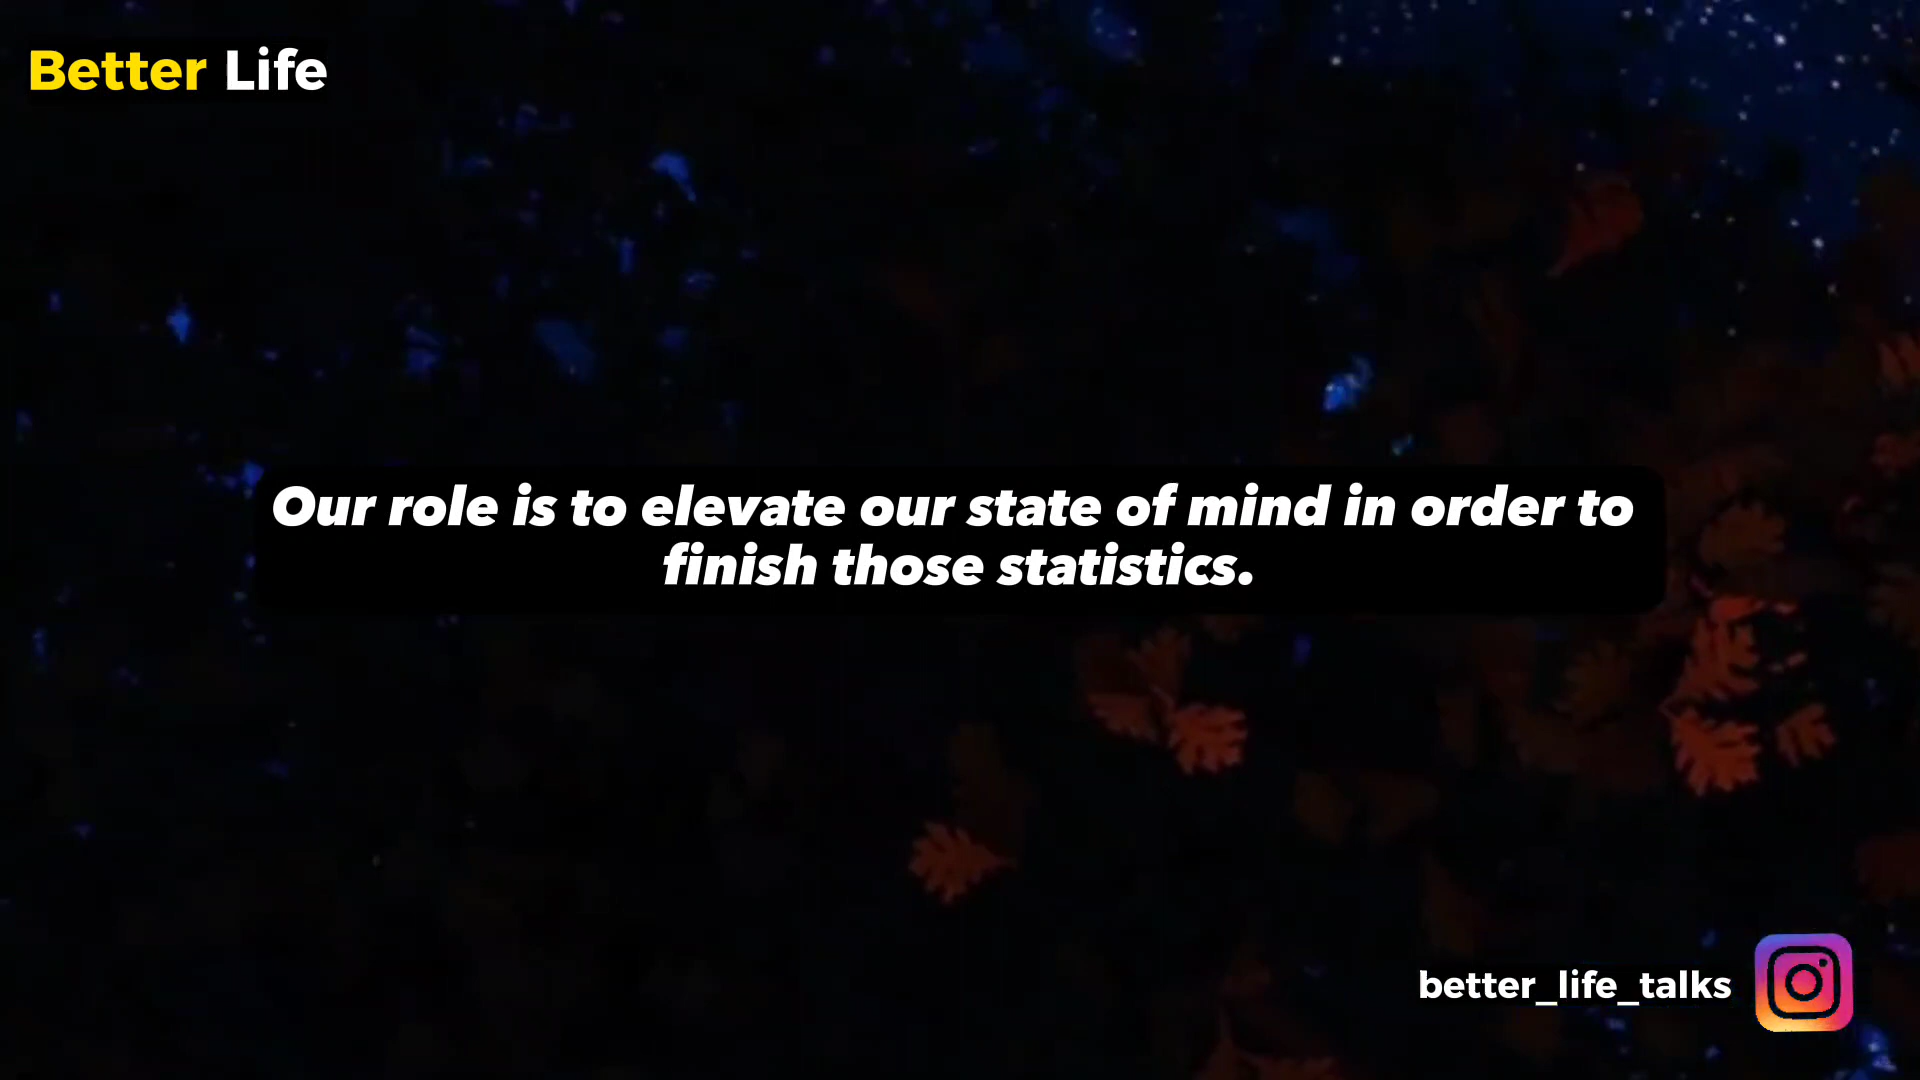 Better Life
Our role is to elevate our state of mind in order to
finish those statistics.
better_life_talks